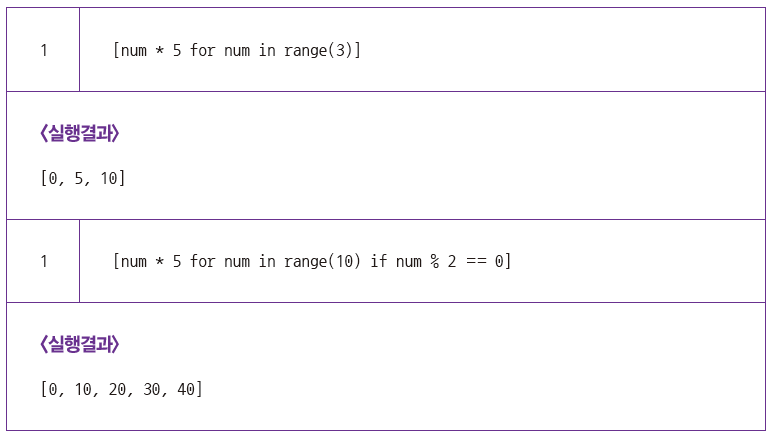 1 [num * 5 for num in range(3)]
〈실행결과〉
[0, 5, 10]
1 [num * 5 for num in range(10) if num % 2 == 0]
〈실행결과〉
[0, 10, 20, 30, 40]